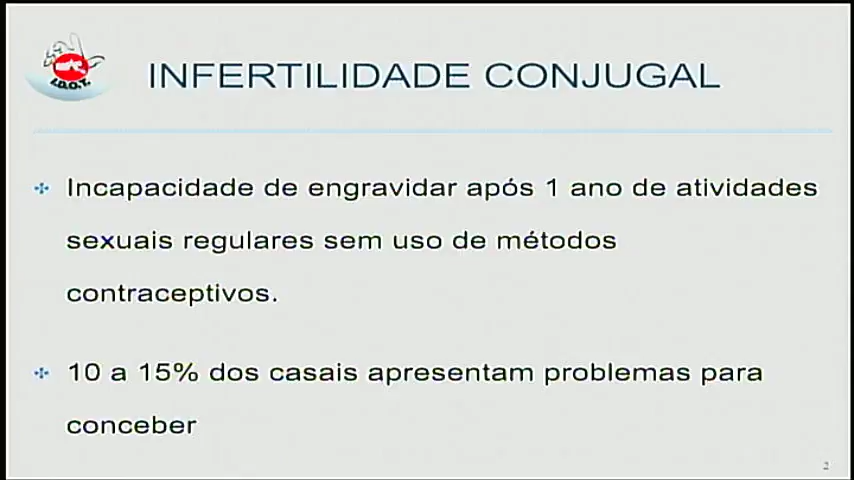 I.D.O.T.
INFERTILIDADE CONJUGAL
Incapacidade de engravidar após 1 ano de atividades
sexuais regulares sem uso de métodos
contraceptivos.
10 a 15% dos casais apresentam problemas para
conceber
2